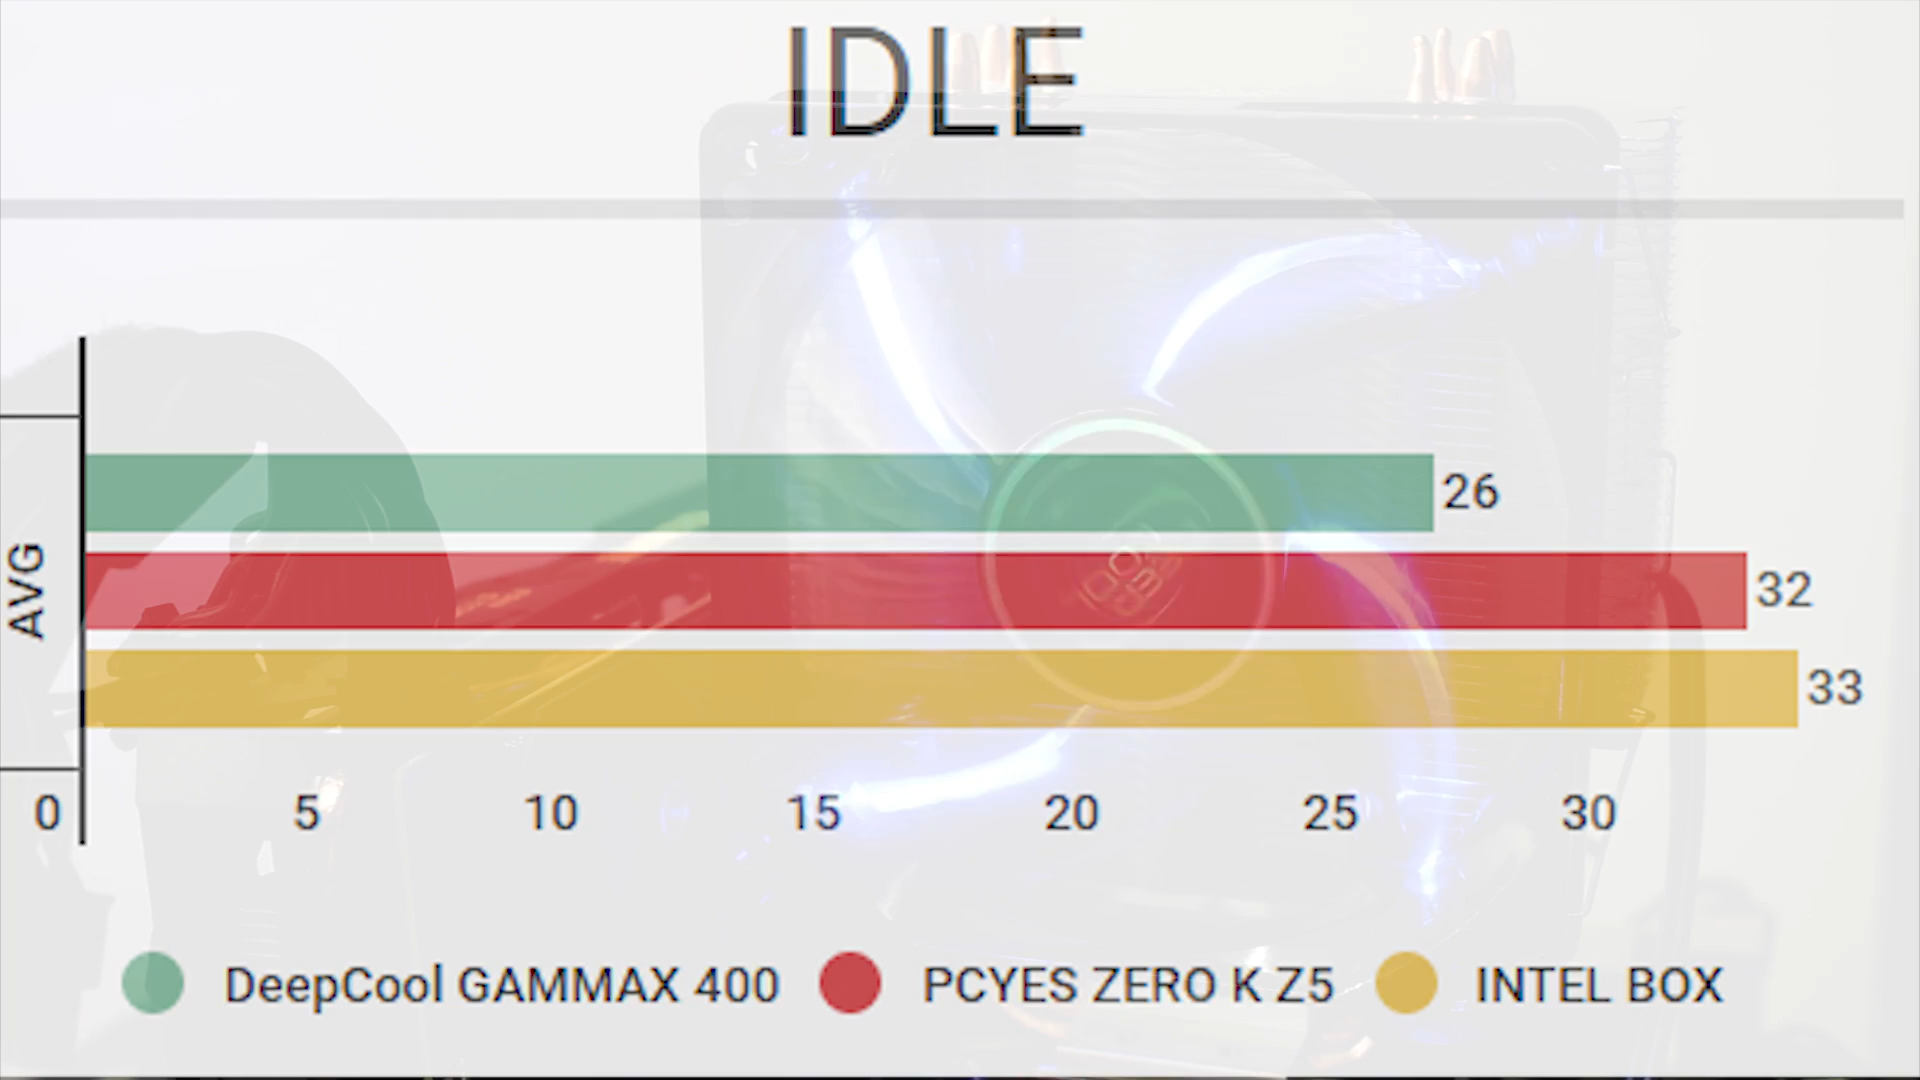 IDLE
AVG
26
32
33
0 5 10 15 20 25 30
DeepCool GAMMAX 400 PCYES ZERO K Z5 INTEL BOX